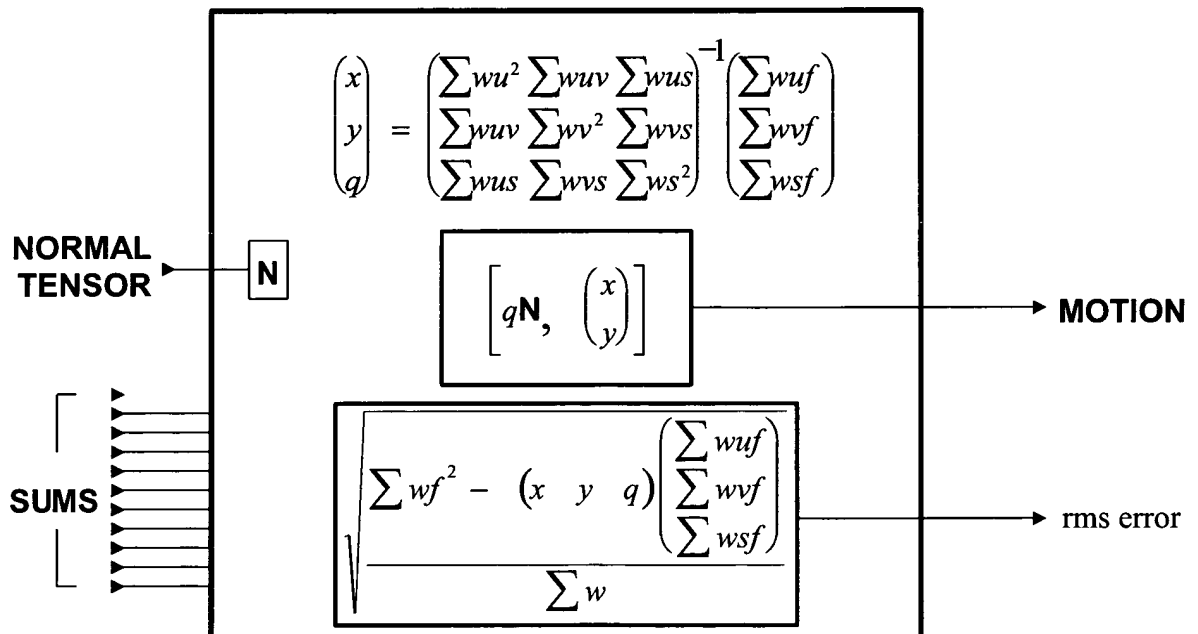 (x y q) = (∑wu² ∑wuv ∑wus
∑wuv ∑wv² ∑wvs
∑wus ∑wvs ∑ws²)⁻¹ (∑wuf
∑wvf
∑wsf)
NORMAL
TENSOR
N
[qN, (x y)]
MOTION
SUMS
√ ∑wf² - (x y q) (∑wuf
∑wvf
∑wsf)
∑w
rms error